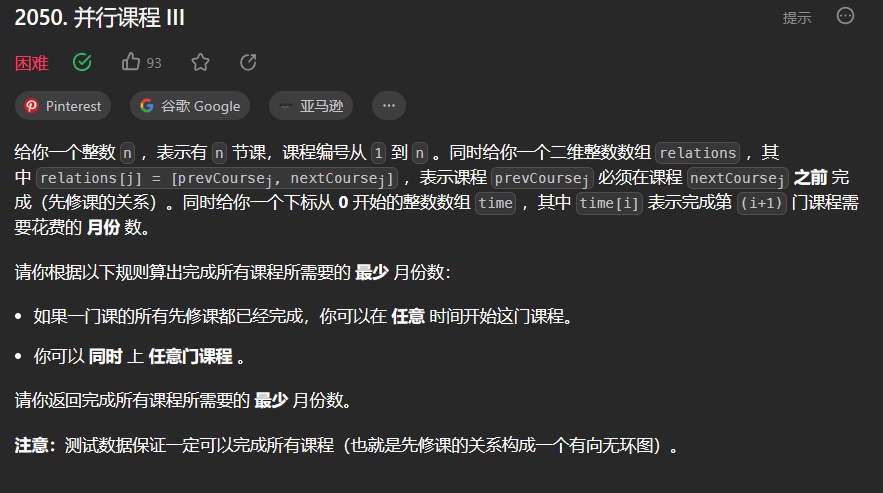 2050. 并行课程 III
提示
困难
93
Pinterest
谷歌 Google
亚马逊
给你一个整数 n ，表示有 n 节课，课程编号从 1 到 n 。同时给你一个二维整数数组 relations ，其
中 relations[j] = [prevCoursej, nextCoursej] ，表示课程 prevCoursej 必须在课程 nextCoursej 之前 完
成（先修课的关系）。同时给你一个下标从 0 开始的整数数组 time ，其中 time[i] 表示完成第 (i+1) 门课程需
要花费的 月份 数。
请你根据以下规则算出完成所有课程所需要的 最少 月份数：
• 如果一门课的所有先修课都已经完成，你可以在 任意 时间开始这门课程。
• 你可以 同时 上 任意门课程 。
请你返回完成所有课程所需要的 最少 月份数。
注意：测试数据保证一定可以完成所有课程（也就是先修课的关系构成一个有向无环图）。